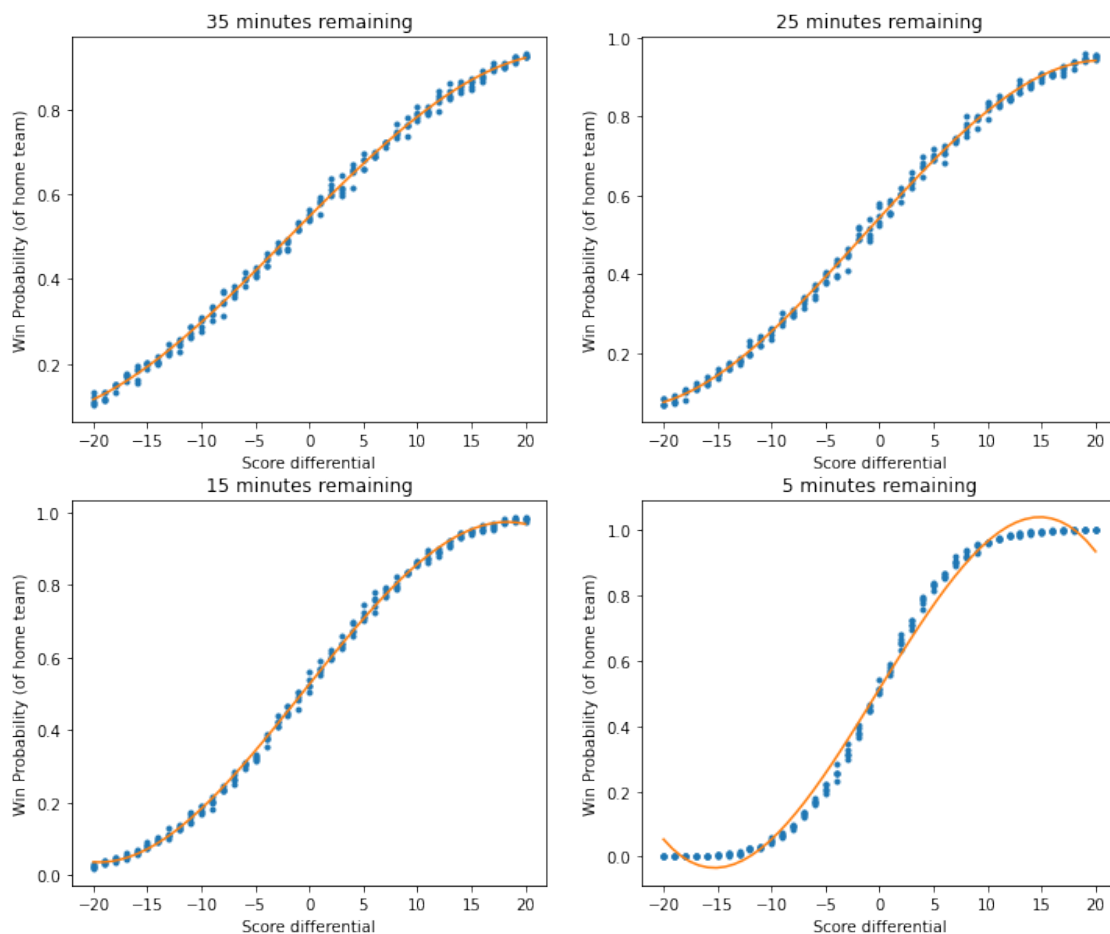 35 minutes remaining
Win Probability (of home team)
0.8
0.6
0.4
0.2
−20 −15 −10 −5 0 5 10 15 20
Score differential
25 minutes remaining
Win Probability (of home team)
1.0
0.8
0.6
0.4
0.2
−20 −15 −10 −5 0 5 10 15 20
Score differential
15 minutes remaining
Win Probability (of home team)
1.0
0.8
0.6
0.4
0.2
0.0
−20 −15 −10 −5 0 5 10 15 20
Score differential
5 minutes remaining
Win Probability (of home team)
1.0
0.8
0.6
0.4
0.2
0.0
−20 −15 −10 −5 0 5 10 15 20
Score differential